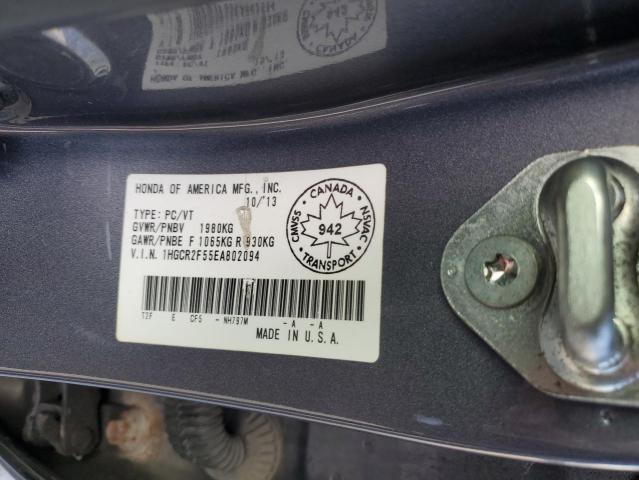 HONDA OF AMERICA MFG., INC.
10/13
TYPE: PC/VT
GVWR/PNBV 1980KG
GAWR/PNBE F 1065KG R 930KG
V.I.N. 1HGCR2F55EA802094
CANADA
CMVSS
942
NSVAC
TRANSPORT
T2F E CF5 - NH797M -A -A
MADE IN U.S.A.